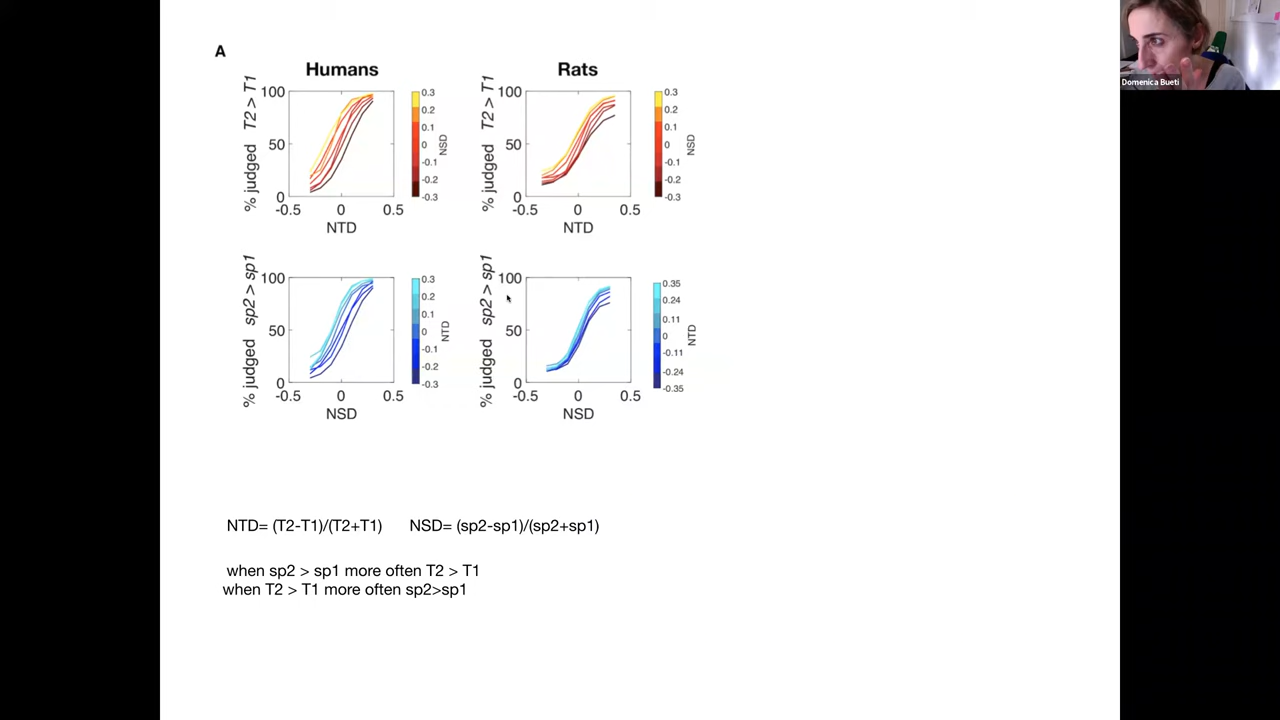 A
Humans
Rats
% judged T2 > T1
100
50
0
-0.5
0
0.5
NTD
0.3
0.2
0.1
0
-0.1
-0.2
-0.3
NSD
% judged T2 > T1
100
50
0
-0.5
0
0.5
NTD
0.3
0.2
0.1
0
-0.1
-0.2
-0.3
NSD
% judged sp2 > sp1
100
50
0
-0.5
0
0.5
NSD
0.3
0.2
0.1
0
-0.1
-0.2
-0.3
NTD
% judged sp2 > sp1
100
50
0
-0.5
0
0.5
NSD
0.35
0.24
0.11
0
-0.11
-0.24
-0.35
NTD
NTD= (T2-T1)/(T2+T1) NSD= (sp2-sp1)/(sp2+sp1)
when sp2 > sp1 more often T2 > T1
when T2 > T1 more often sp2>sp1
Domenica Bueti